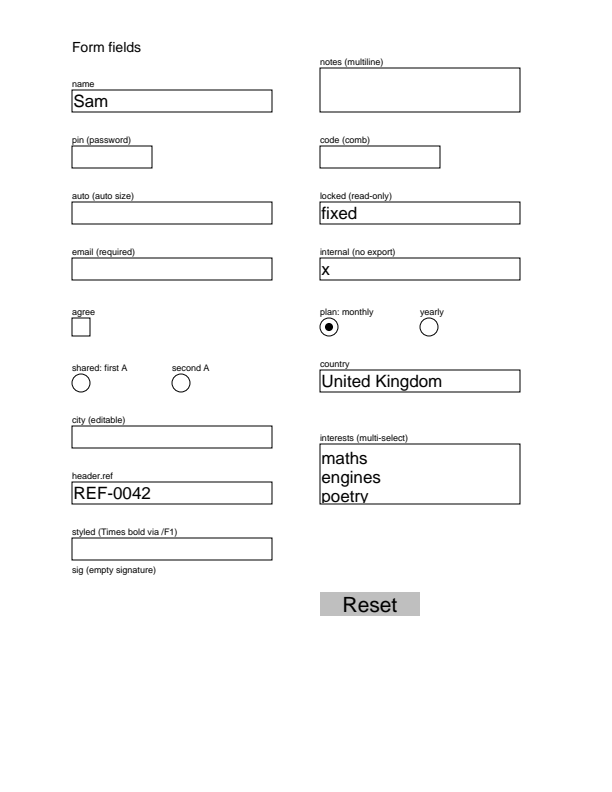 Form fields
notes (multiline)
name
Sam
pin (password)
code (comb)
auto (auto size)
locked (read-only)
fixed
email (required)
internal (no export)
x
agree
plan: monthly
yearly
shared: first A
second A
country
United Kingdom
city (editable)
interests (multi-select)
maths
engines
poetry
header.ref
REF-0042
styled (Times bold via /F1)
sig (empty signature)
Reset